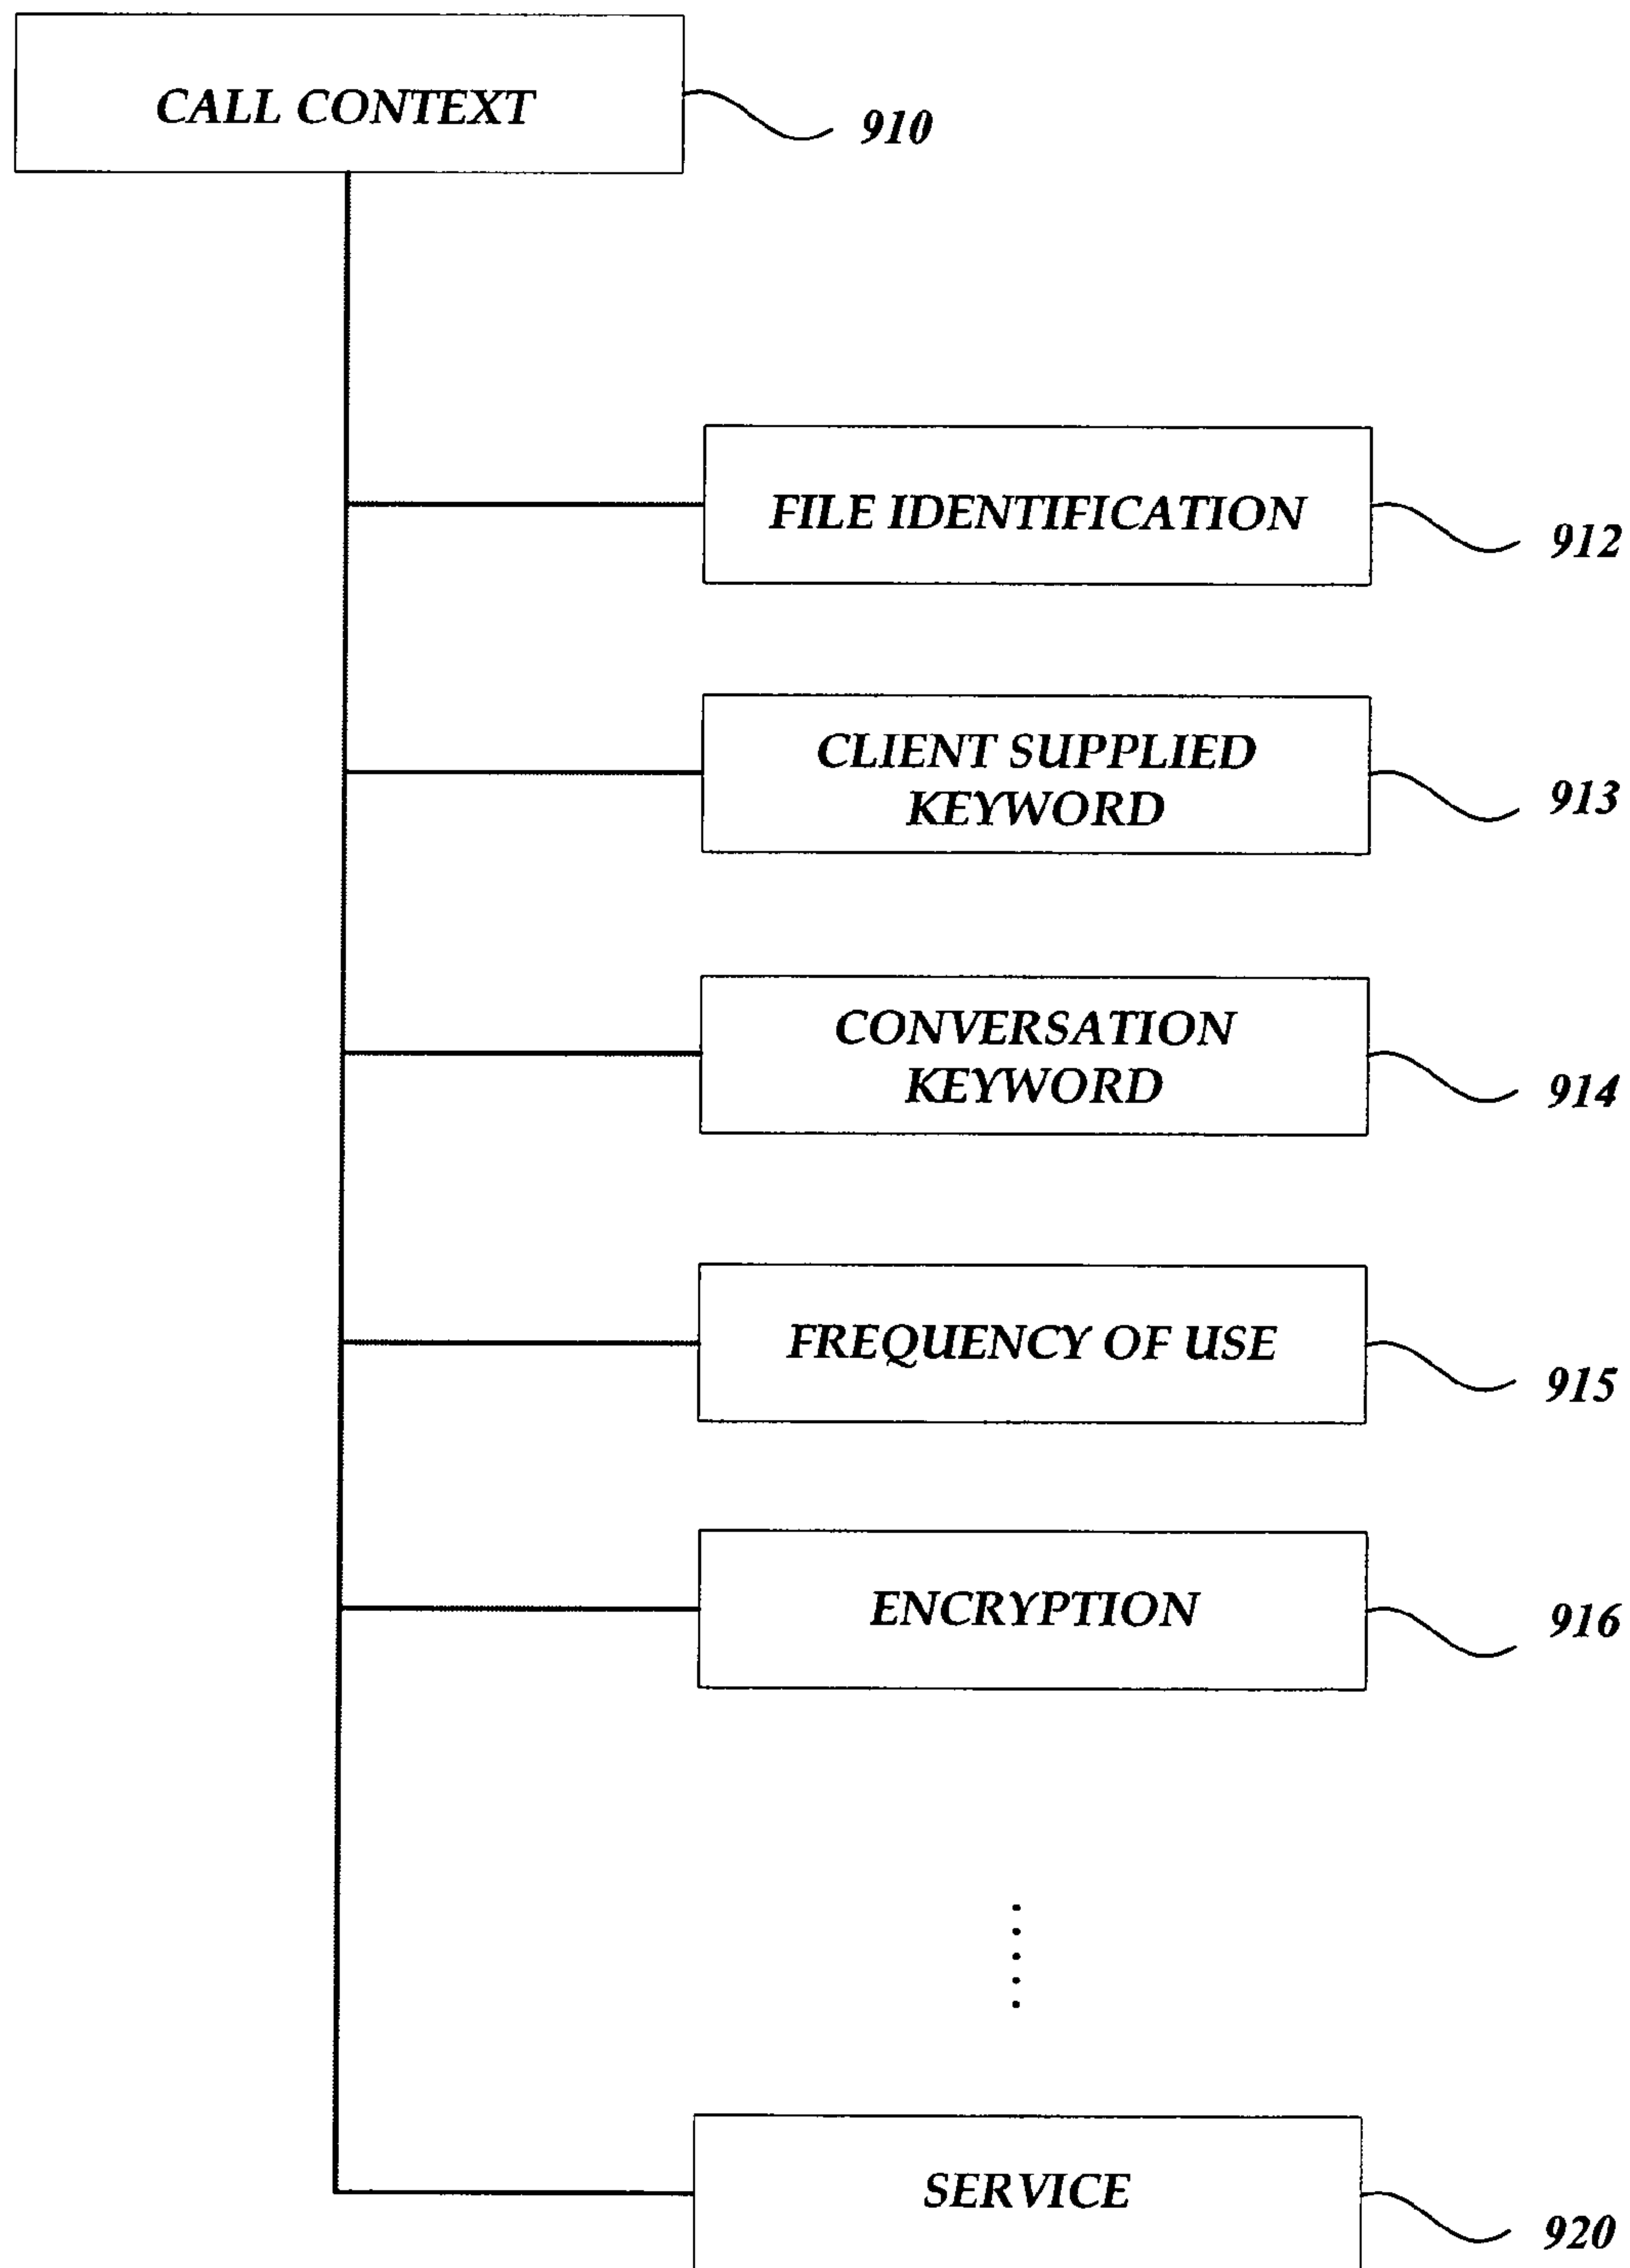 CALL CONTEXT
910
FILE IDENTIFICATION
912
CLIENT SUPPLIED
KEYWORD
913
CONVERSATION
KEYWORD
914
FREQUENCY OF USE
915
ENCRYPTION
916
SERVICE
920